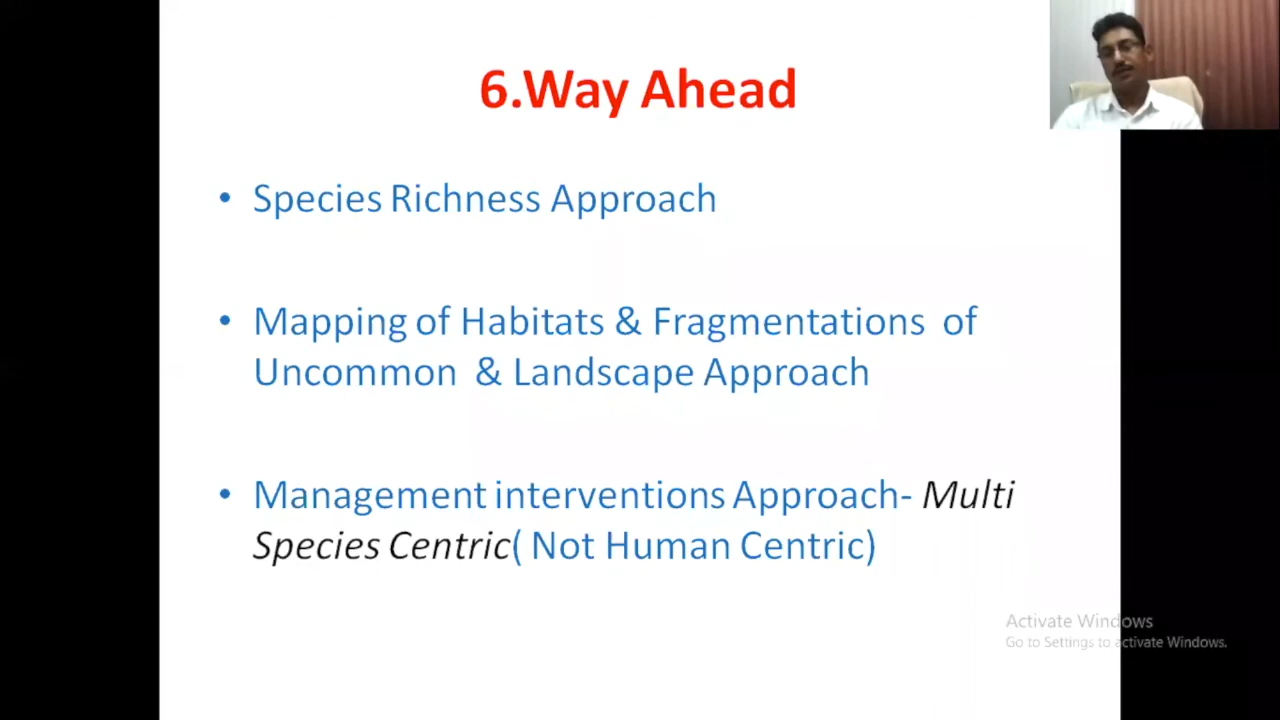 6.Way Ahead
• Species Richness Approach
• Mapping of Habitats & Fragmentations of
Uncommon & Landscape Approach
• Management interventions Approach- Multi
Species Centric( Not Human Centric)
Activate Windows
Go to Settings to activate Windows.